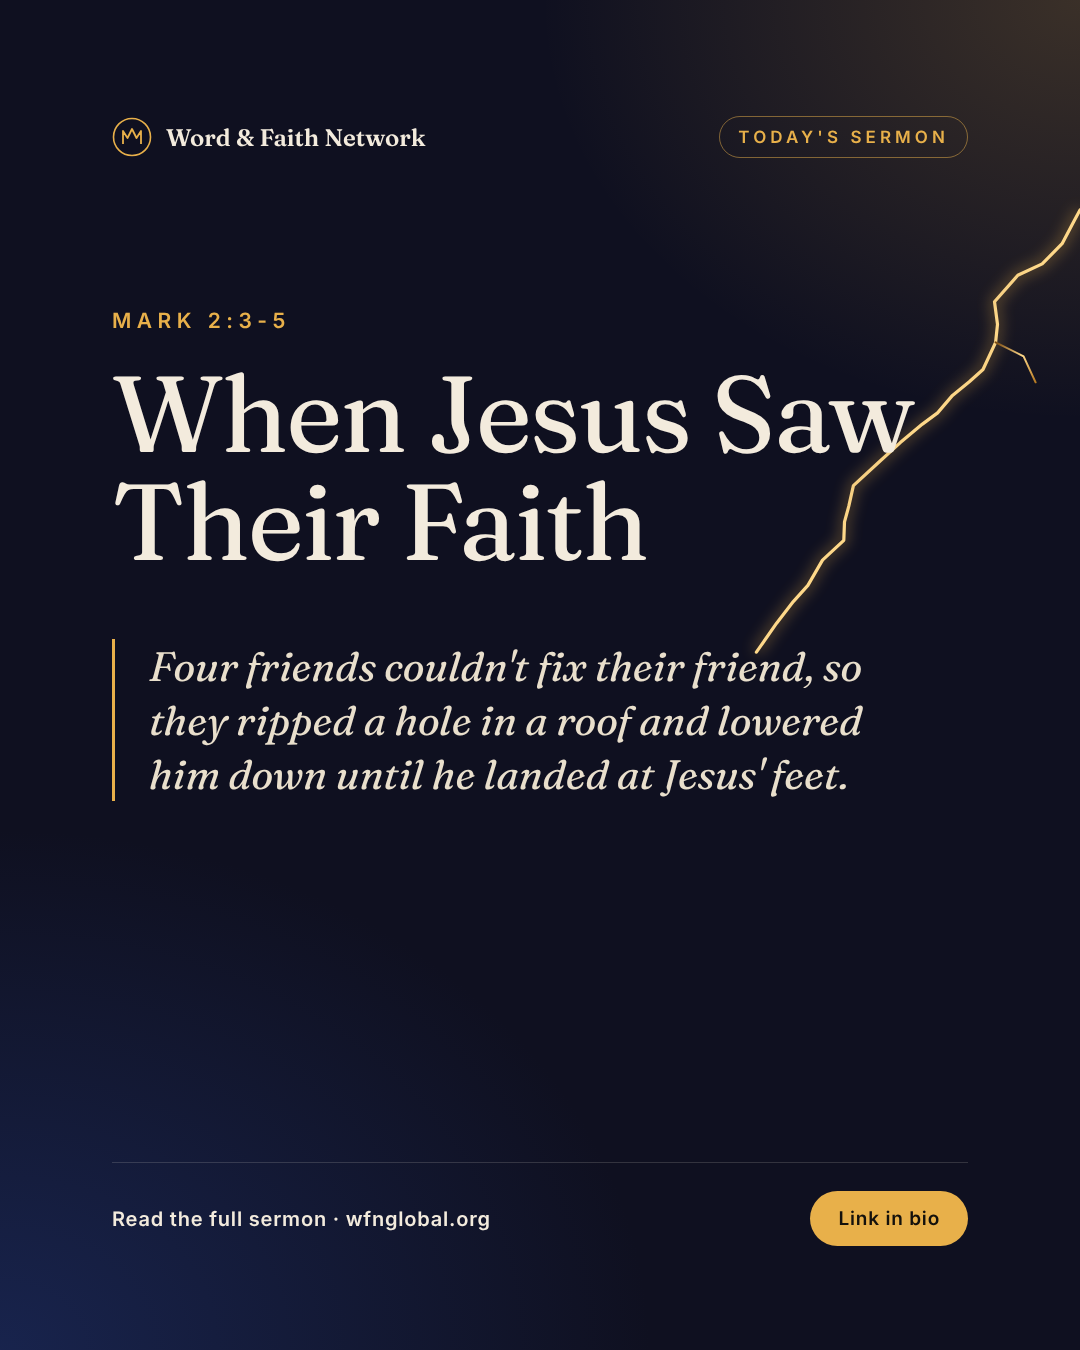 Word & Faith Network
TODAY'S SERMON
MARK 2:3-5
When Jesus Saw
Their Faith
Four friends couldn't fix their friend, so
they ripped a hole in a roof and lowered
him down until he landed at Jesus' feet.
Read the full sermon · wfnglobal.org
Link in bio